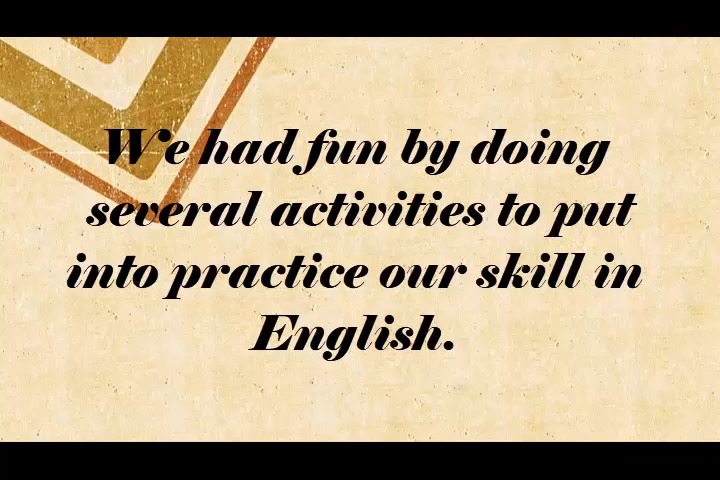 We had fun by doing
several activities to put
into practice our skill in
English.